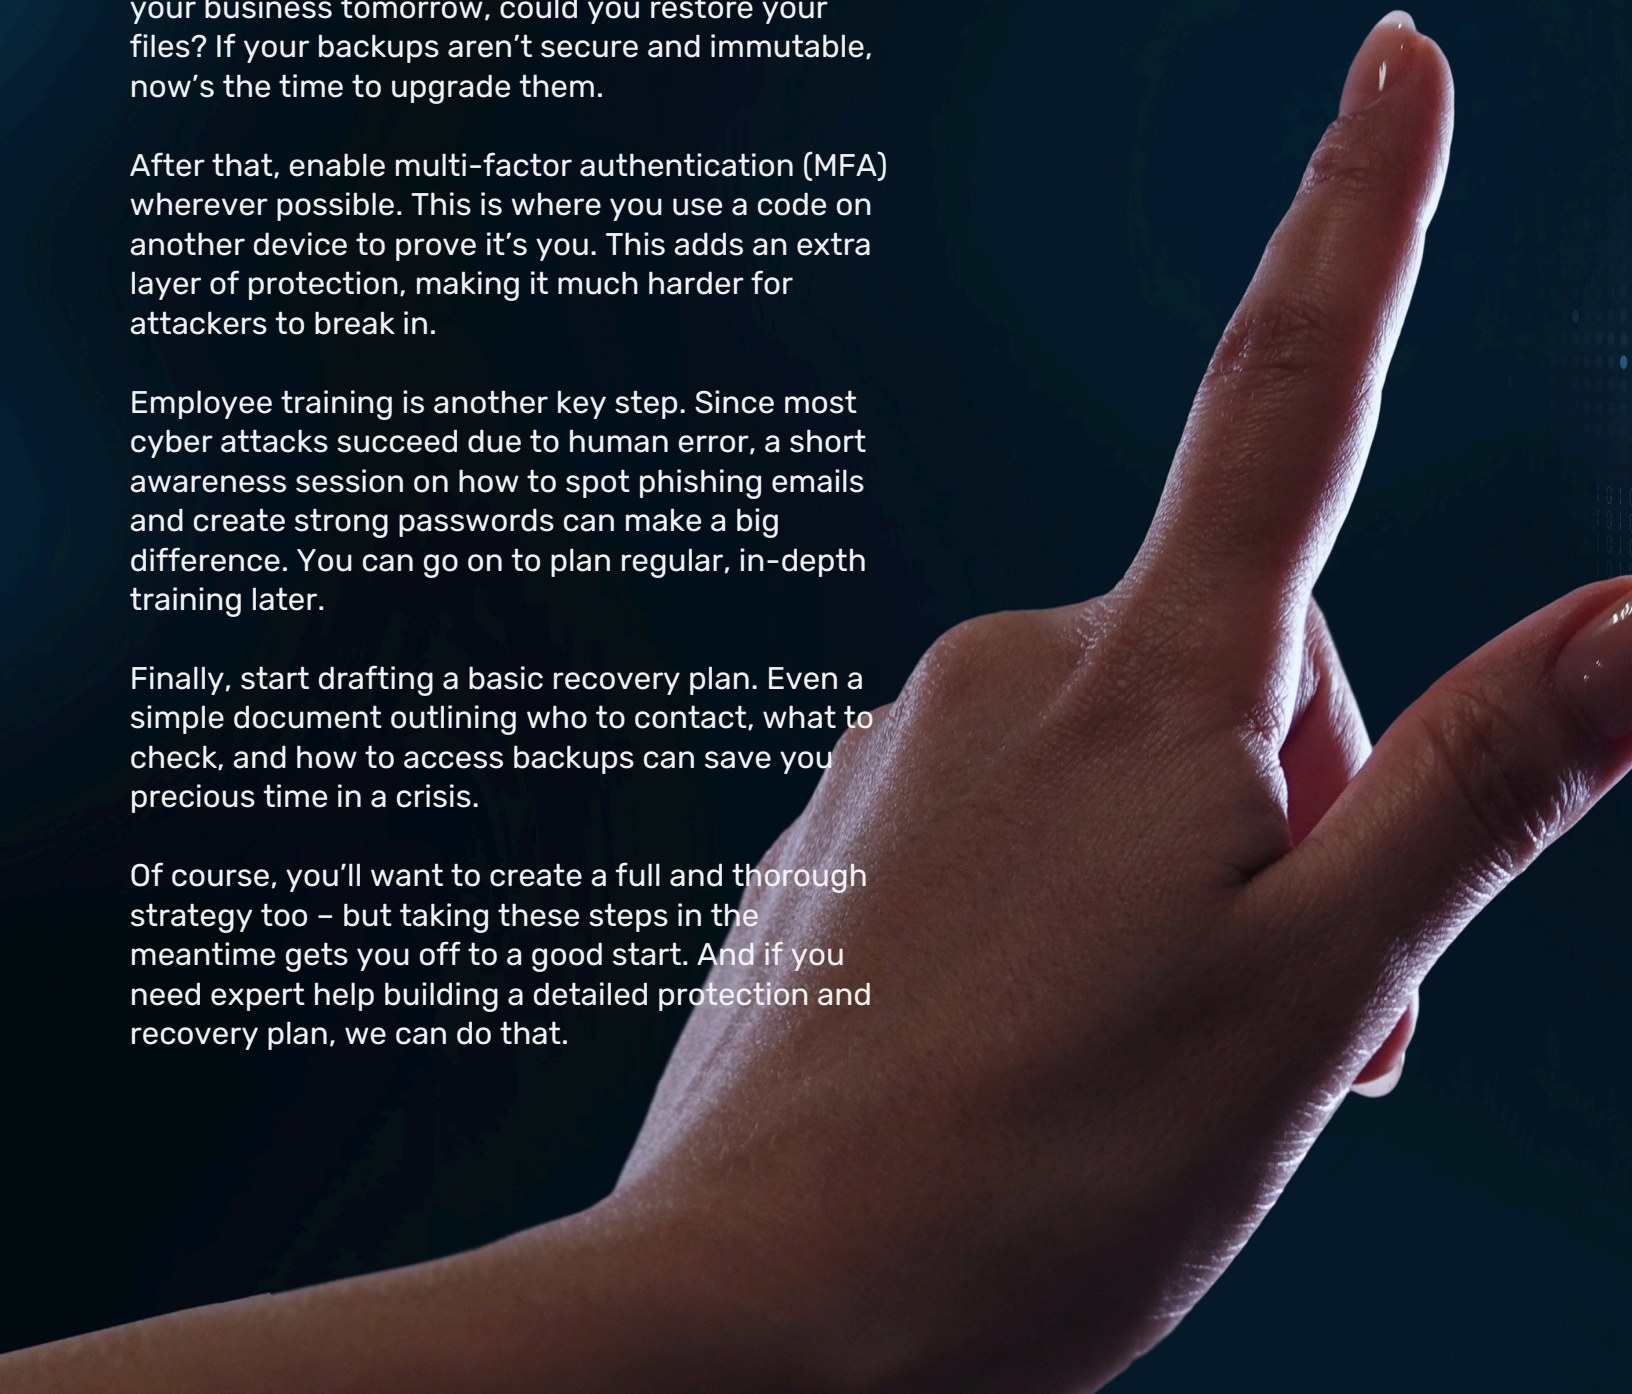 your business tomorrow, could you restore your
files? If your backups aren’t secure and immutable,
now’s the time to upgrade them.
After that, enable multi-factor authentication (MFA)
wherever possible. This is where you use a code on
another device to prove it’s you. This adds an extra
layer of protection, making it much harder for
attackers to break in.
Employee training is another key step. Since most
cyber attacks succeed due to human error, a short
awareness session on how to spot phishing emails
and create strong passwords can make a big
difference. You can go on to plan regular, in-depth
training later.
Finally, start drafting a basic recovery plan. Even a
simple document outlining who to contact, what to
check, and how to access backups can save you
precious time in a crisis.
Of course, you’ll want to create a full and thorough
strategy too – but taking these steps in the
meantime gets you off to a good start. And if you
need expert help building a detailed protection and
recovery plan, we can do that.